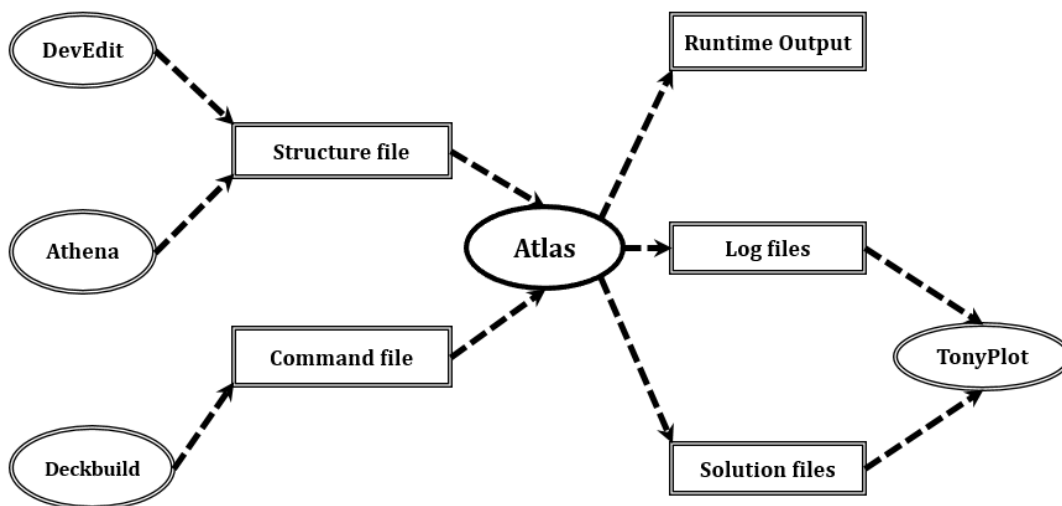 DevEdit
Runtime Output
Structure file
Athena
Atlas
Log files
Command file
TonyPlot
Deckbuild
Solution files